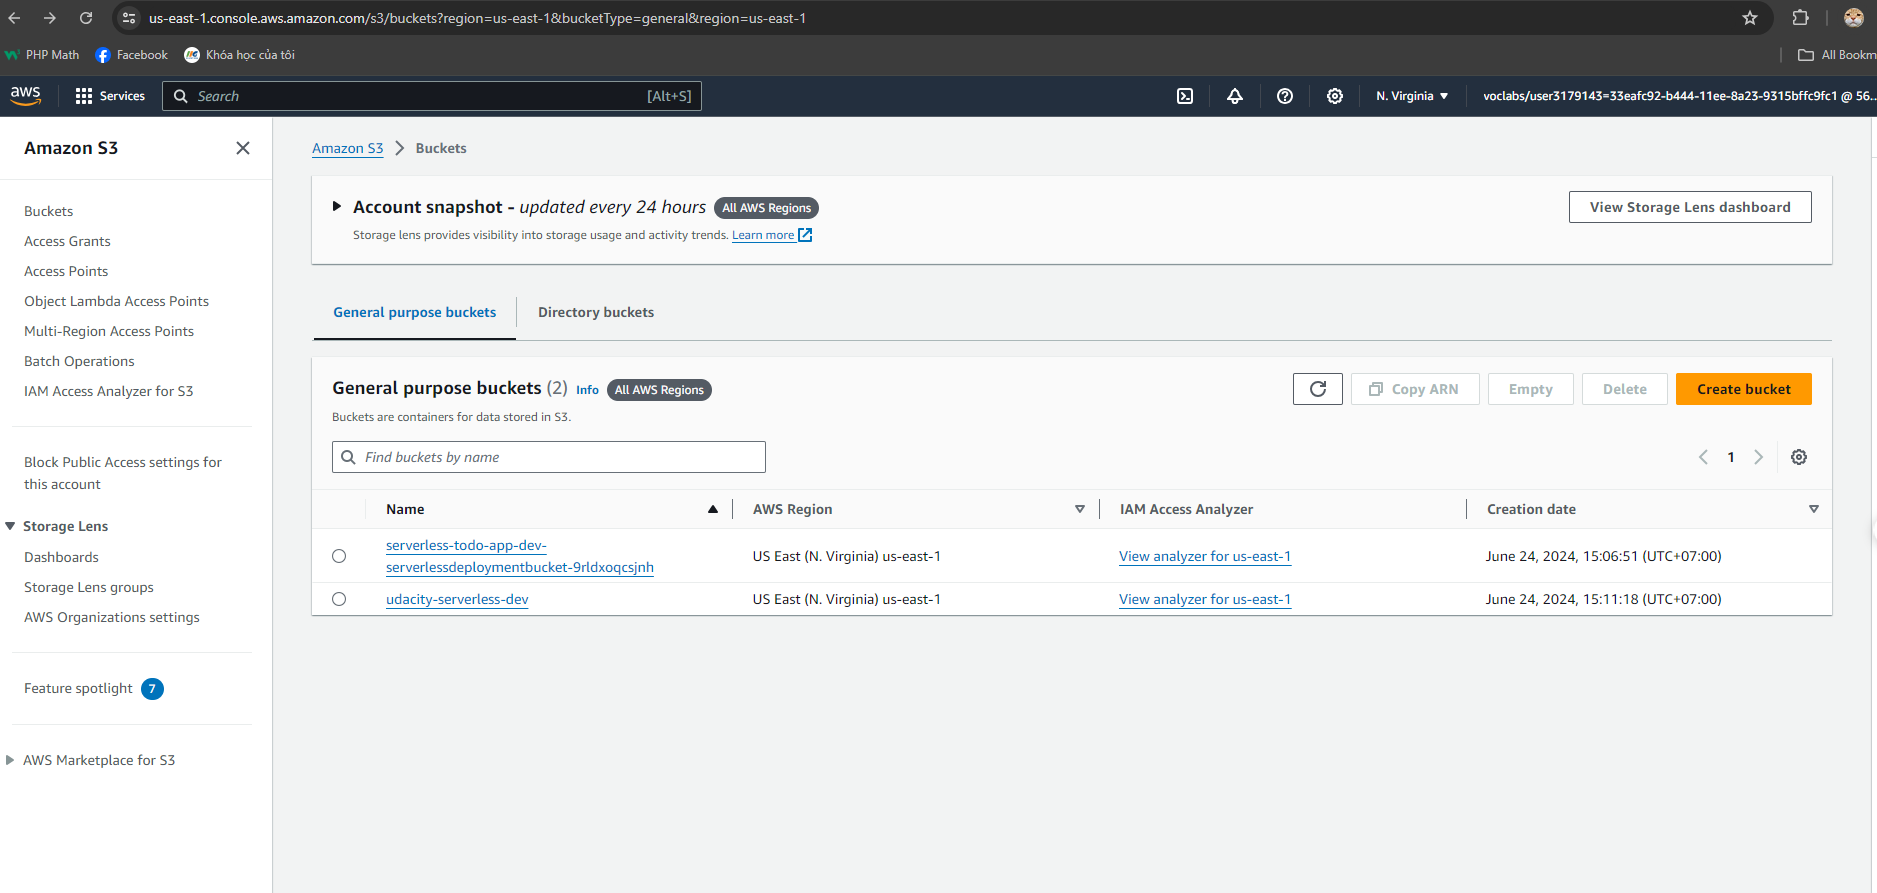 us-east-1.console.aws.amazon.com/s3/buckets?region=us-east-1&bucketType=general&region=us-east-1
PHP Math
Facebook
Khóa học của tôi
All Bookm
aws
Services
Search
[Alt+S]
N. Virginia
voclabs/user3179143=33eafc92-b444-11ee-8a23-9315bffc9fc1 @ 56...
Amazon S3
Buckets
Access Grants
Access Points
Object Lambda Access Points
Multi-Region Access Points
Batch Operations
IAM Access Analyzer for S3
Block Public Access settings for
this account
Storage Lens
Dashboards
Storage Lens groups
AWS Organizations settings
Feature spotlight 7
AWS Marketplace for S3
Amazon S3 > Buckets
Account snapshot - updated every 24 hours All AWS Regions
Storage lens provides visibility into storage usage and activity trends. Learn more
View Storage Lens dashboard
General purpose buckets
Directory buckets
General purpose buckets (2) Info All AWS Regions
Buckets are containers for data stored in S3.
Copy ARN
Empty
Delete
Create bucket
Find buckets by name
1
Name
AWS Region
IAM Access Analyzer
Creation date
serverless-todo-app-dev-
serverlessdeploymentbucket-9rldxoqcsjnh
US East (N. Virginia) us-east-1
View analyzer for us-east-1
June 24, 2024, 15:06:51 (UTC+07:00)
udacity-serverless-dev
US East (N. Virginia) us-east-1
View analyzer for us-east-1
June 24, 2024, 15:11:18 (UTC+07:00)